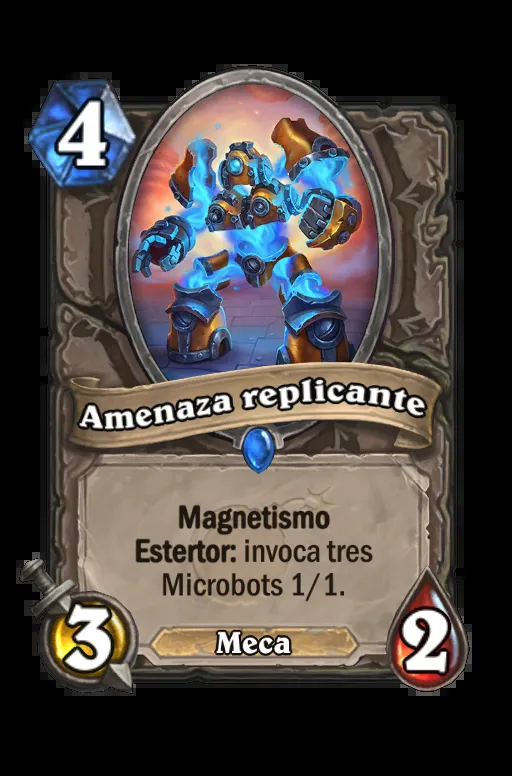 4
Amenaza replicante
Magnetismo
Estertor: invoca tres
Microbots 1/1.
3
Meca
2